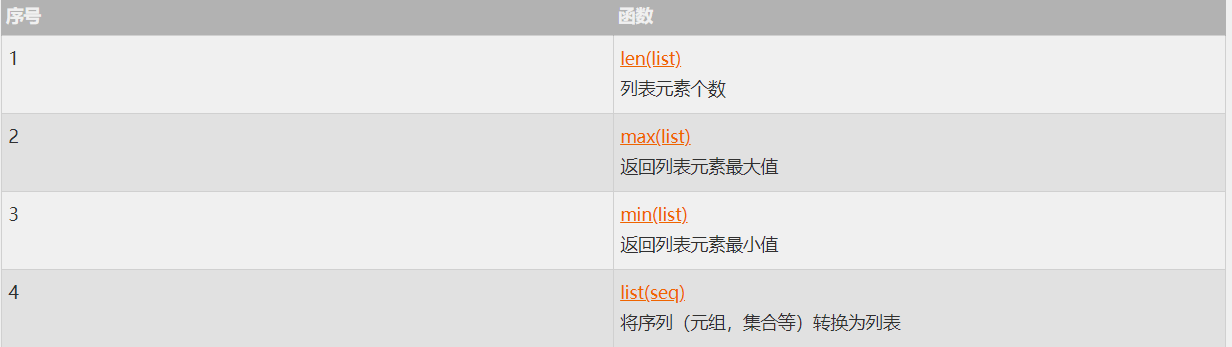 序号 函数
1 len(list)
列表元素个数
2 max(list)
返回列表元素最大值
3 min(list)
返回列表元素最小值
4 list(seq)
将序列（元组，集合等）转换为列表